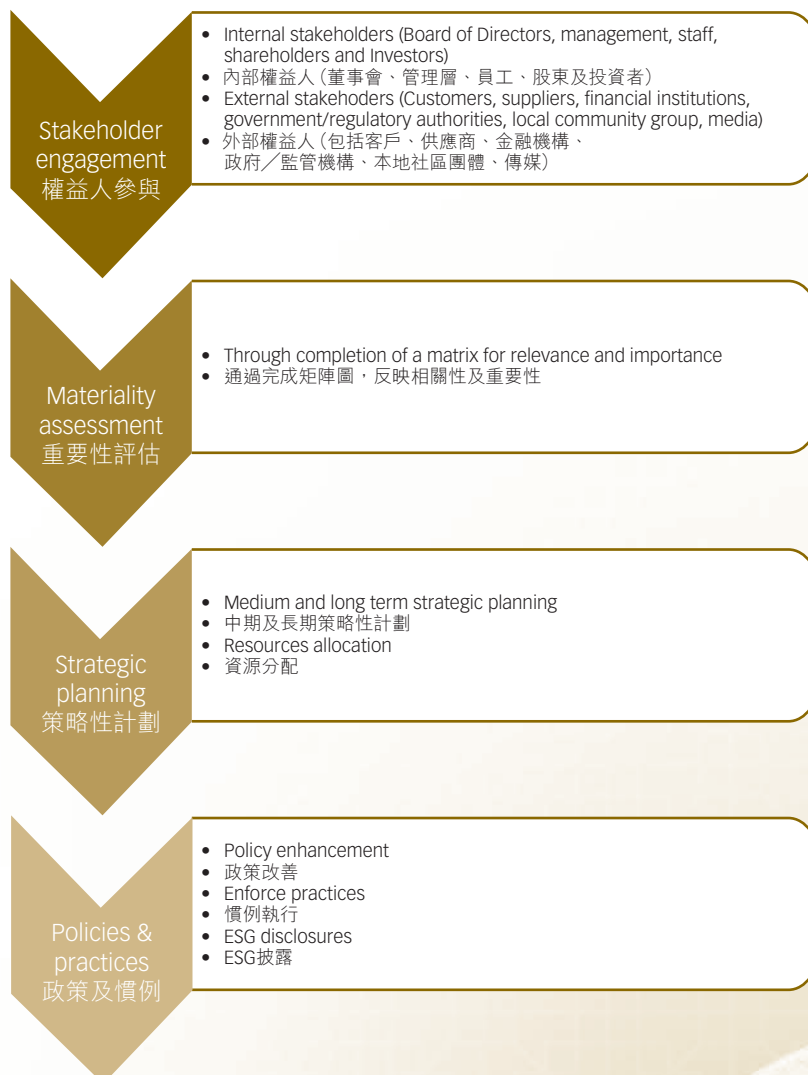 Stakeholder
engagement
權益人參與
• Internal stakeholders (Board of Directors, management, staff,
shareholders and Investors)
• 內部權益人（董事會、管理層、員工、股東及投資者）
• External stakehoders (Customers, suppliers, financial institutions,
government/regulatory authorities, local community group, media)
• 外部權益人（包括客戶、供應商、金融機構、
政府／監管機構、本地社區團體、傳媒）
Materiality
assessment
重要性評估
• Through completion of a matrix for relevance and importance
• 通過完成矩陣圖，反映相關性及重要性
Strategic
planning
策略性計劃
• Medium and long term strategic planning
• 中期及長期策略性計劃
• Resources allocation
• 資源分配
Policies &
practices
政策及慣例
• Policy enhancement
• 政策改善
• Enforce practices
• 慣例執行
• ESG disclosures
• ESG披露